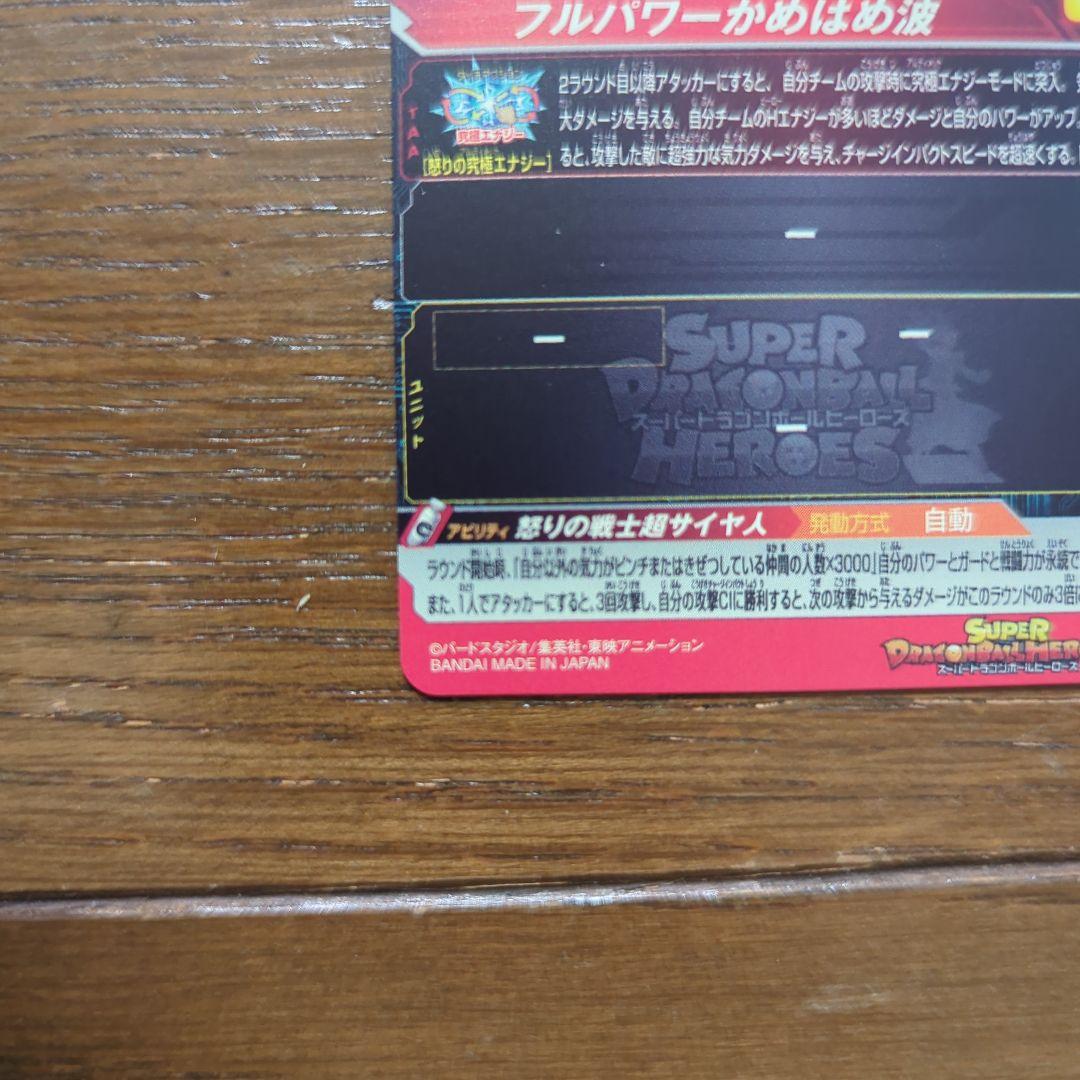 フルパワーかめはめ波
TAA
究極エナジー
[怒りの究極エナジー]
2ラウンド目以降アタッカーにすると、自分チームの攻撃時に究極エナジーモードに突入。
大ダメージを与える。自分チームのHエナジーが多いほどダメージと自分のパワーがアップ。
ると、攻撃した敵に超強力な気力ダメージを与え、チャージインパクトスピードを超速くする。
ー
ユニット
ー
ー
ー
SUPER
DRAGONBALL
スーパードラゴンボールヒーローズ
HEROES
C アビリティ 怒りの戦士超サイヤ人 発動方式 自動
ラウンド開始時、「自分以外の気力がピンチまたはきぜつしている仲間の人数×3000」自分のパワーとガードと戦闘力が永続で
また、1人でアタッカーにすると、3回攻撃し、自分の攻撃CIに勝利すると、次の攻撃から与えるダメージがこのラウンドのみ3倍に
©バードスタジオ/集英社・東映アニメーション
BANDAI MADE IN JAPAN
SUPER
DRAGONBALL HERO
スーパードラゴンボールヒーローズ